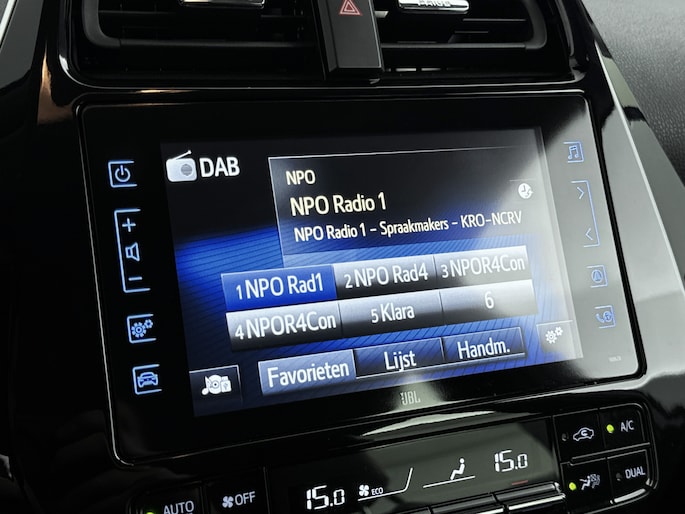 DAB
NPO
NPO Radio 1
NPO Radio 1 – Spraakmakers – KRO-NCRV
1 NPO Rad1
2 NPO Rad4
3 NPOR4Con
4 NPOR4Con
5 Klara
6
Favorieten
Lijst
Handm.
JBL
A/C
AUTO
OFF
15.0
ECO
15.0
DUAL